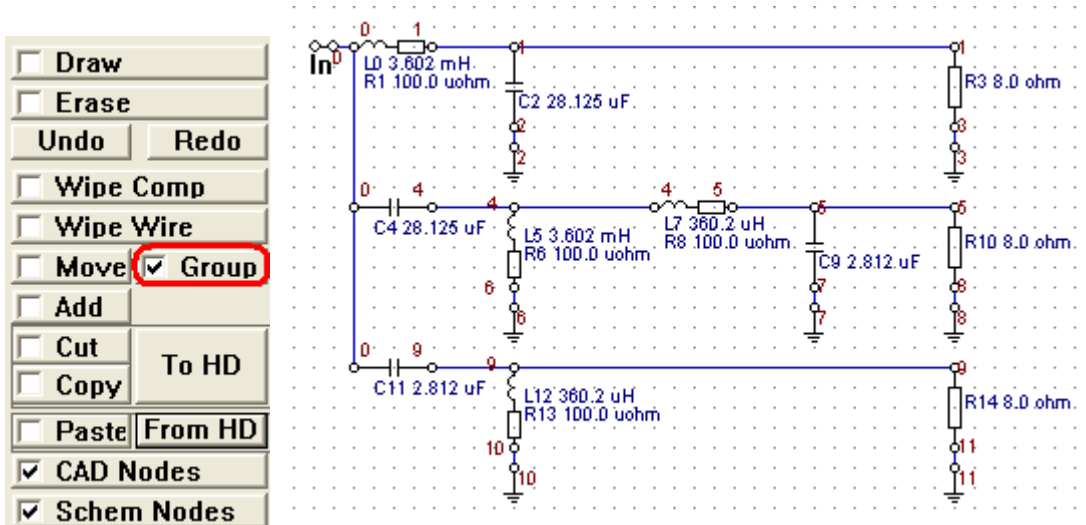 Draw
Erase
Undo Redo
Wipe Comp
Wipe Wire
Move Group
Add
Cut
To HD
Copy
Paste From HD
CAD Nodes
Schem Nodes
0 1
In 0 1 1
L0 3.602 mH
R1 100.0 uohm
C2 28.125 uF
R3 8.0 ohm
2 3
2 3
0 4 4 4 5 5 5
C4 28.125 uF
L5 3.602 mH
R6 100.0 uohm
L7 360.2 uH
R8 100.0 uohm
C9 2.812 uF
R10 8.0 ohm
6 7 8
6 7 8
0 9 9 9
C11 2.812 uF
L12 360.2 uH
R13 100.0 uohm
R14 8.0 ohm
10 11
10 11